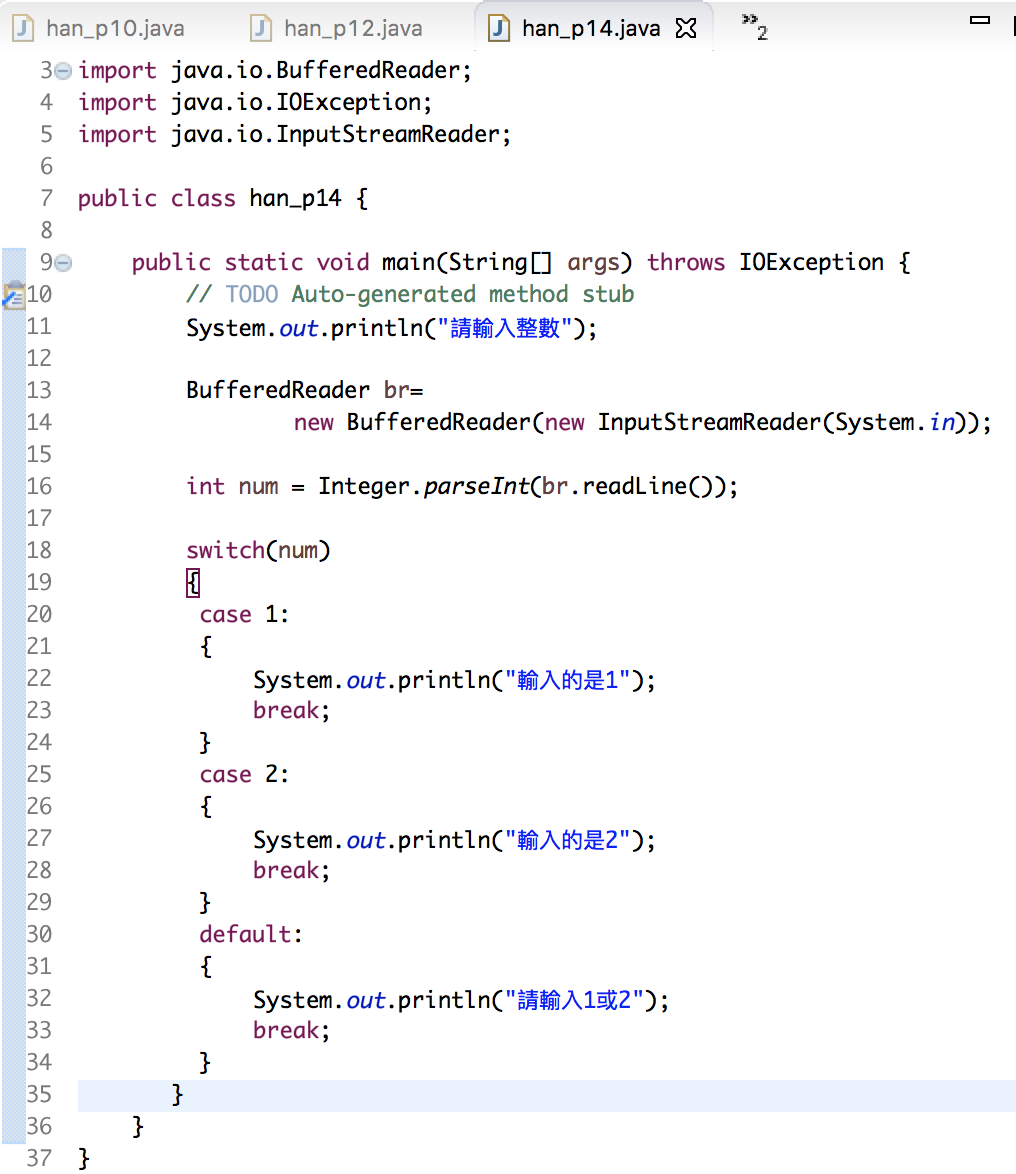 han_p10.java han_p12.java han_p14.java »2
3 import java.io.BufferedReader;
4 import java.io.IOException;
5 import java.io.InputStreamReader;
6
7 public class han_p14 {
8
9     public static void main(String[] args) throws IOException {
10         // TODO Auto-generated method stub
11         System.out.println("請輸入整數");
12
13         BufferedReader br=
14                 new BufferedReader(new InputStreamReader(System.in));
15
16         int num = Integer.parseInt(br.readLine());
17
18         switch(num)
19         {
20          case 1:
21          {
22              System.out.println("輸入的是1");
23              break;
24          }
25          case 2:
26          {
27              System.out.println("輸入的是2");
28              break;
29          }
30          default:
31          {
32              System.out.println("請輸入1或2");
33              break;
34          }
35        }
36     }
37 }